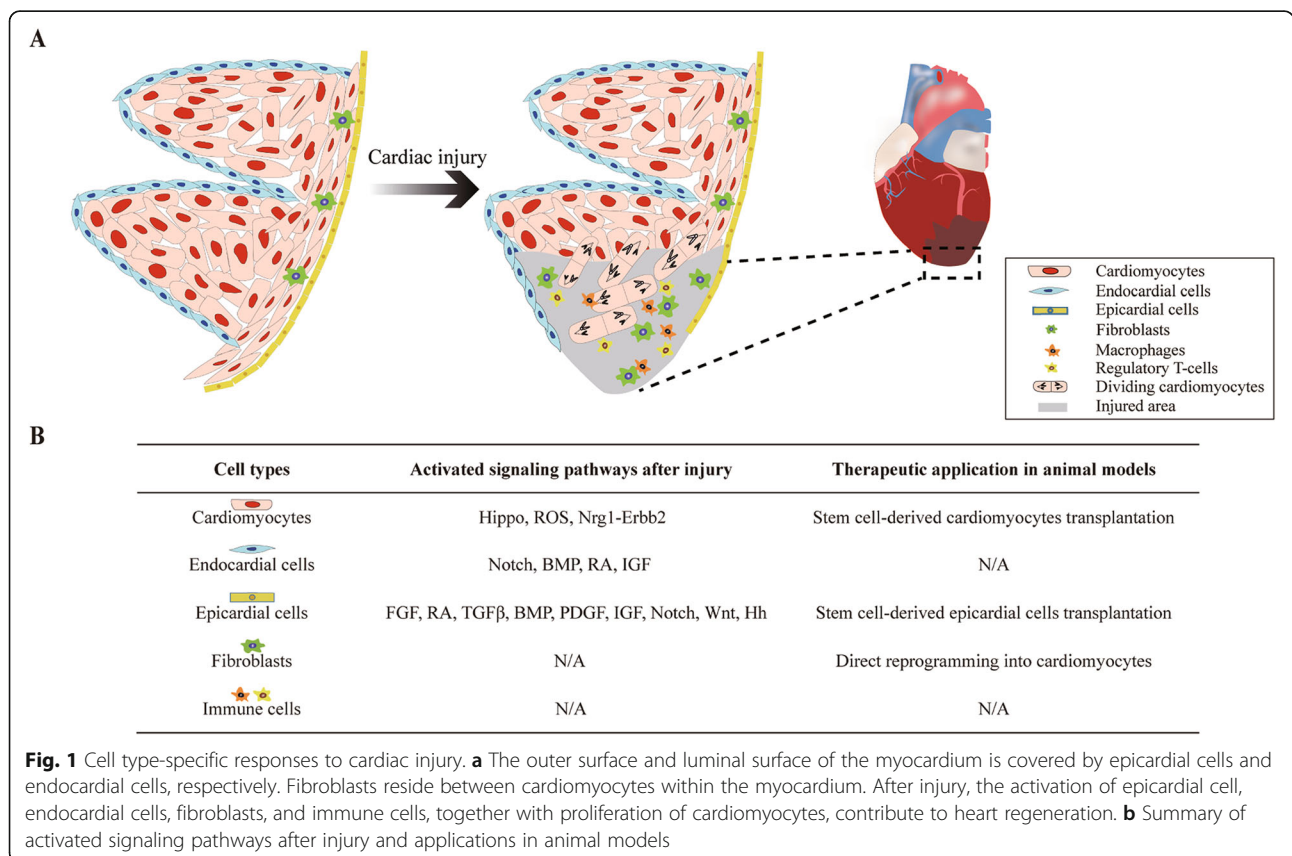 A
Cardiac injury
Cardiomyocytes
Endocardial cells
Epicardial cells
Fibroblasts
Macrophages
Regulatory T-cells
Dividing cardiomyocytes
Injured area
B
Cell types Activated signaling pathways after injury Therapeutic application in animal models
Cardiomyocytes Hippo, ROS, Nrg1-Erbb2 Stem cell-derived cardiomyocytes transplantation
Endocardial cells Notch, BMP, RA, IGF N/A
Epicardial cells FGF, RA, TGFβ, BMP, PDGF, IGF, Notch, Wnt, Hh Stem cell-derived epicardial cells transplantation
Fibroblasts N/A Direct reprogramming into cardiomyocytes
Immune cells N/A N/A
Fig. 1 Cell type-specific responses to cardiac injury. a The outer surface and luminal surface of the myocardium is covered by epicardial cells and
endocardial cells, respectively. Fibroblasts reside between cardiomyocytes within the myocardium. After injury, the activation of epicardial cell,
endocardial cells, fibroblasts, and immune cells, together with proliferation of cardiomyocytes, contribute to heart regeneration. b Summary of
activated signaling pathways after injury and applications in animal models